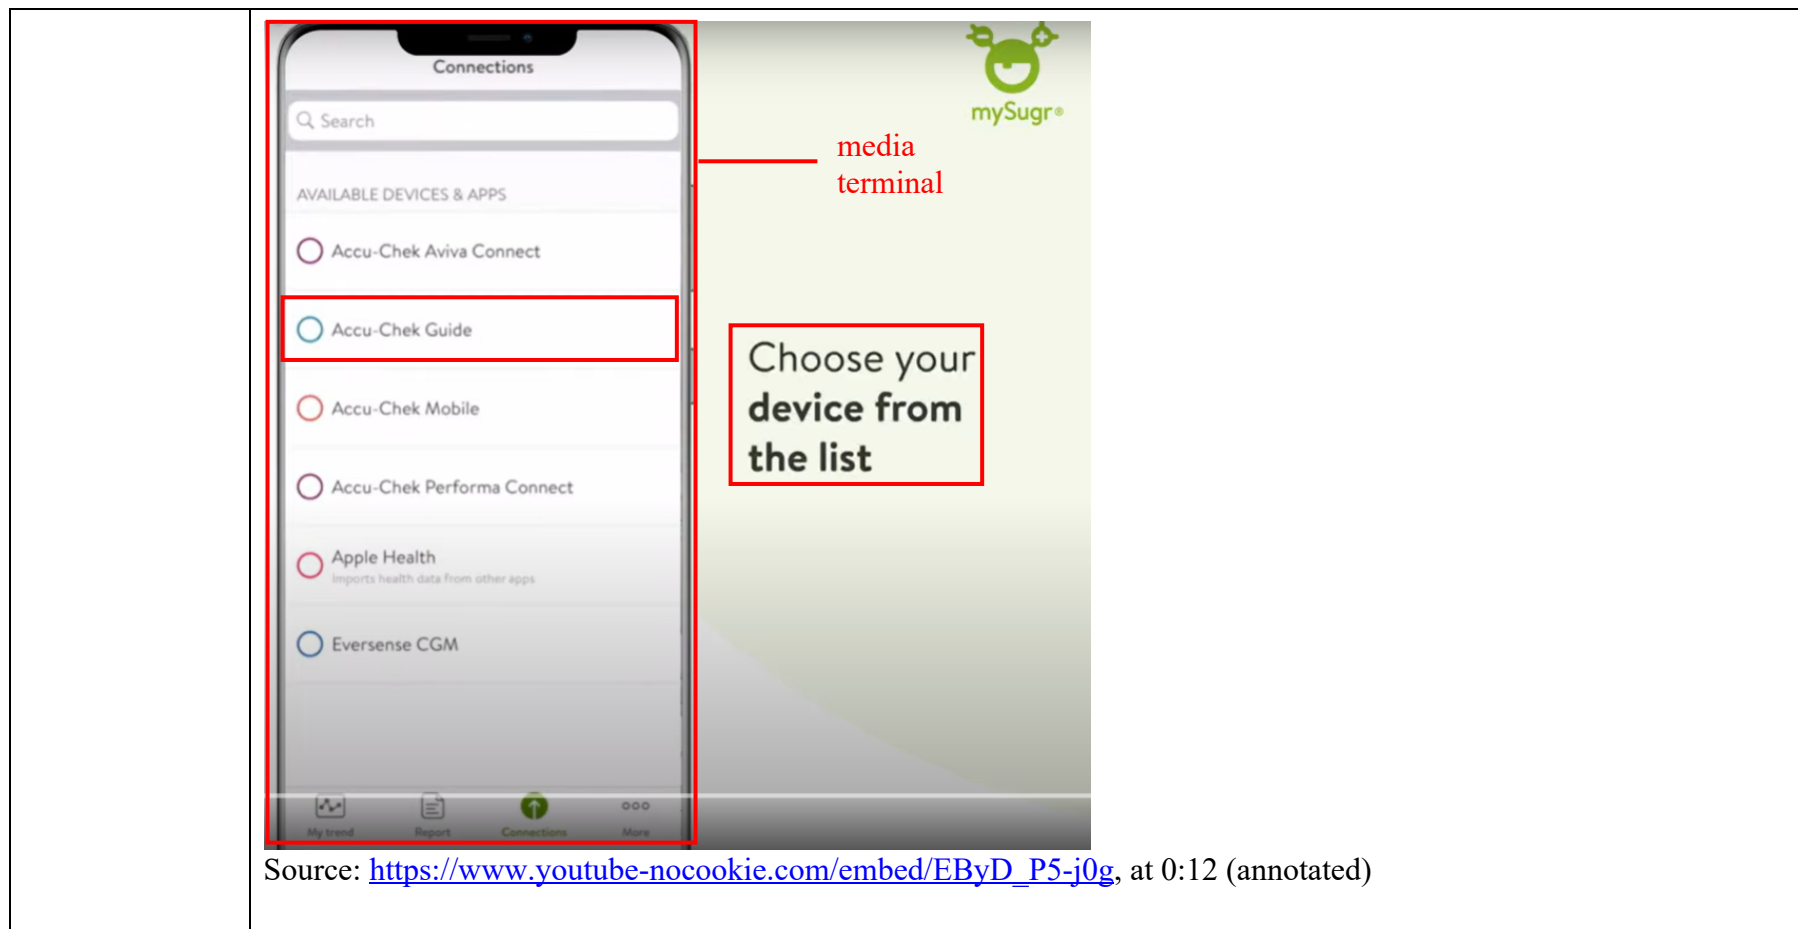 Connections
Search
AVAILABLE DEVICES & APPS
Accu-Chek Aviva Connect
Accu-Chek Guide
Accu-Chek Mobile
Accu-Chek Performa Connect
Apple Health
Imports health data from other apps
Eversense CGM
My trend Report Connections More
mySugr®
media
terminal
Choose your
device from
the list
Source: https://www.youtube-nocookie.com/embed/EByD_P5-j0g, at 0:12 (annotated)